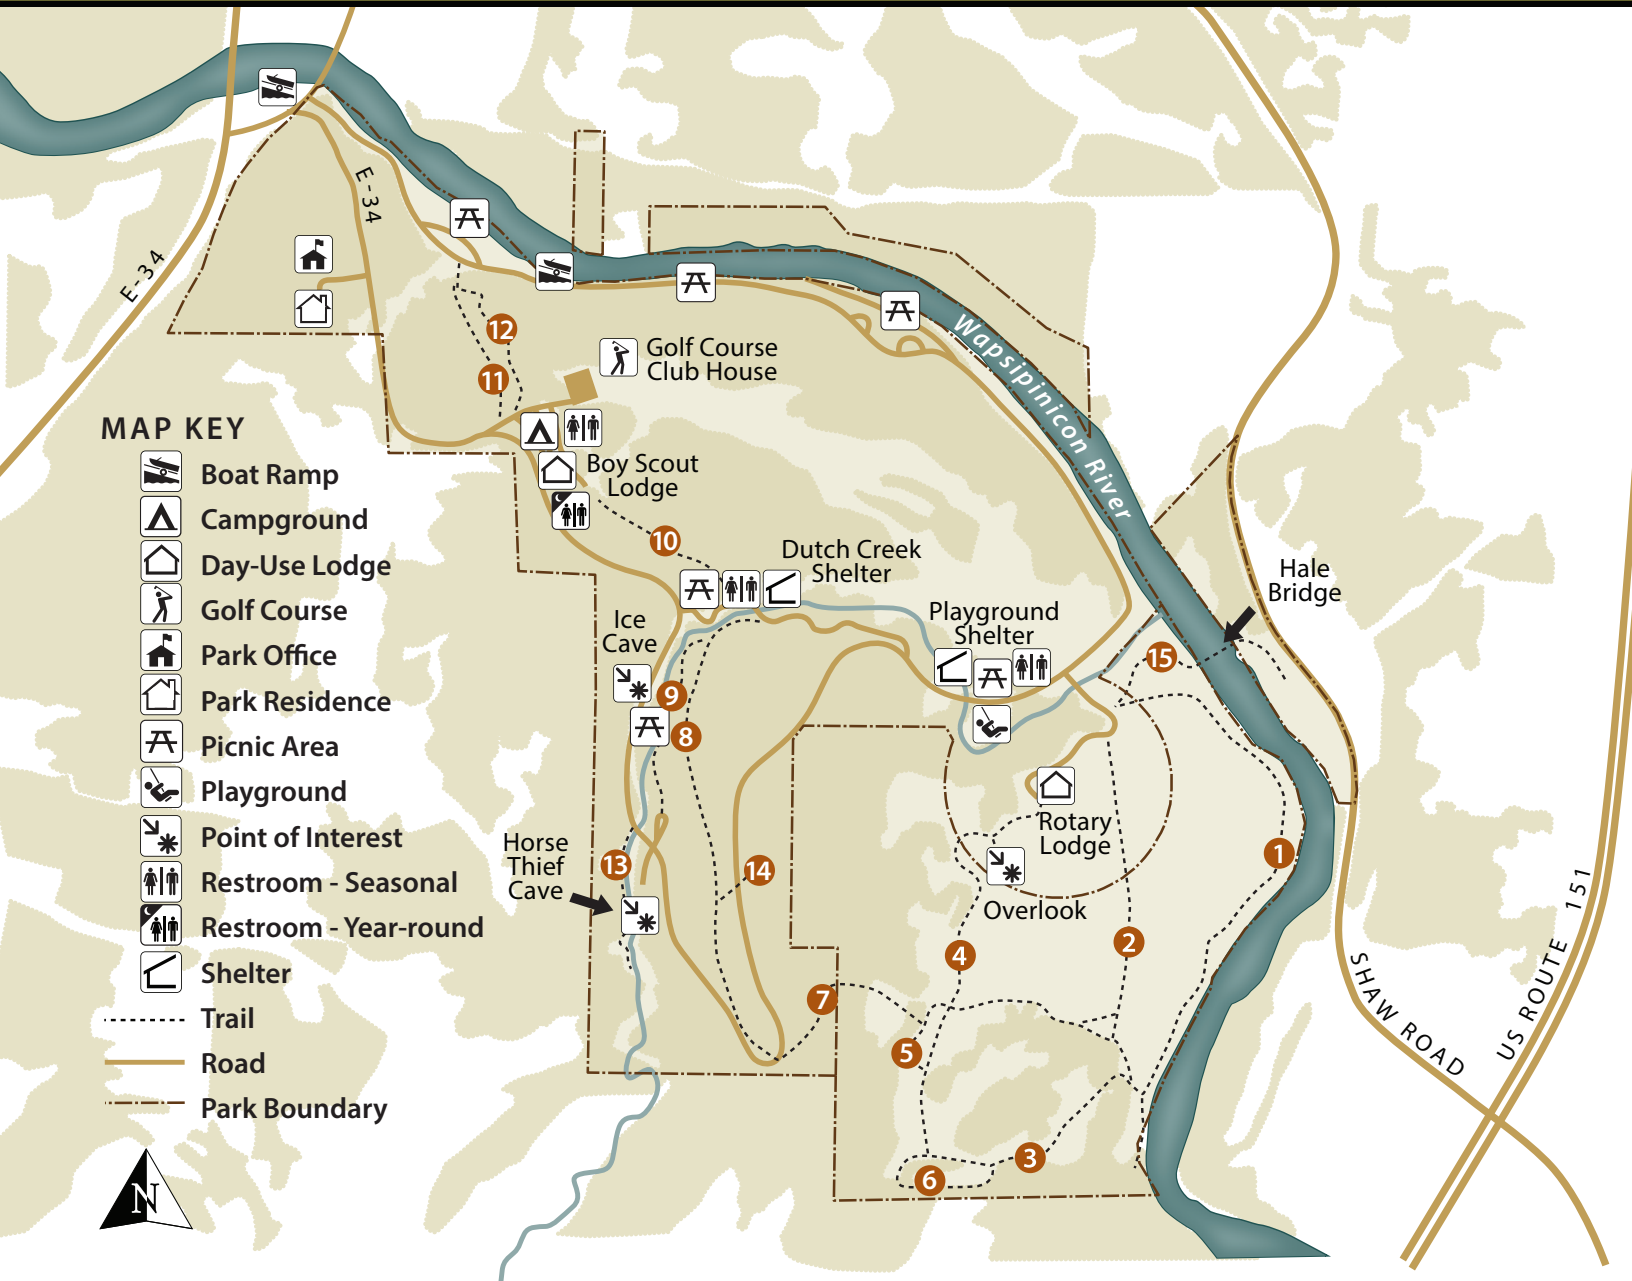 E-34
E-34
12
11
Golf Course
Club House
Wapsipinicon River
MAP KEY
Boat Ramp
Campground
Day-Use Lodge
Golf Course
Park Office
Park Residence
Picnic Area
Playground
Point of Interest
Restroom - Seasonal
Restroom - Year-round
Shelter
Trail
Road
Park Boundary
N
Boy Scout
Lodge
10
Dutch Creek
Shelter
Ice
Cave
9
8
Playground
Shelter
Hale
Bridge
15
Horse
Thief
Cave
13
14
Rotary
Lodge
Overlook
1
2
4
7
5
3
6
SHAW ROAD
US ROUTE 151